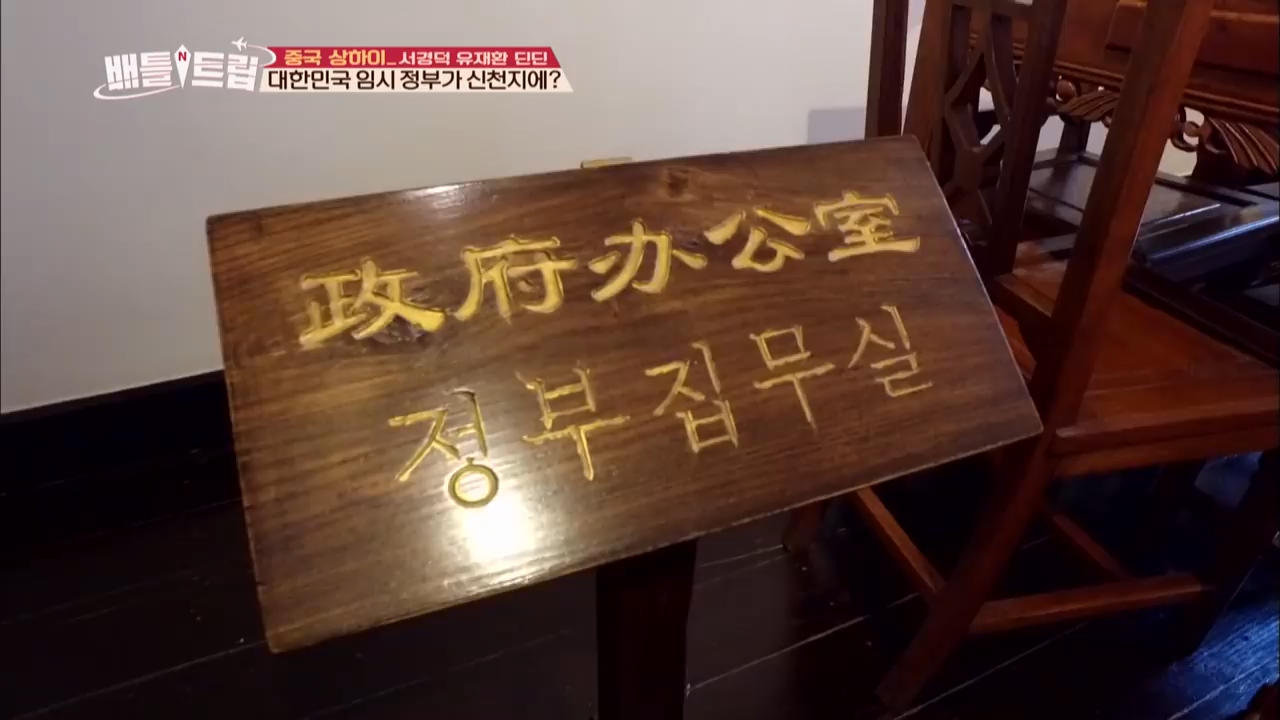 배틀트립
중국 상하이_서경덕 유재환 딘딘
대한민국 임시 정부가 신천지에?
政府办公室
정부집무실